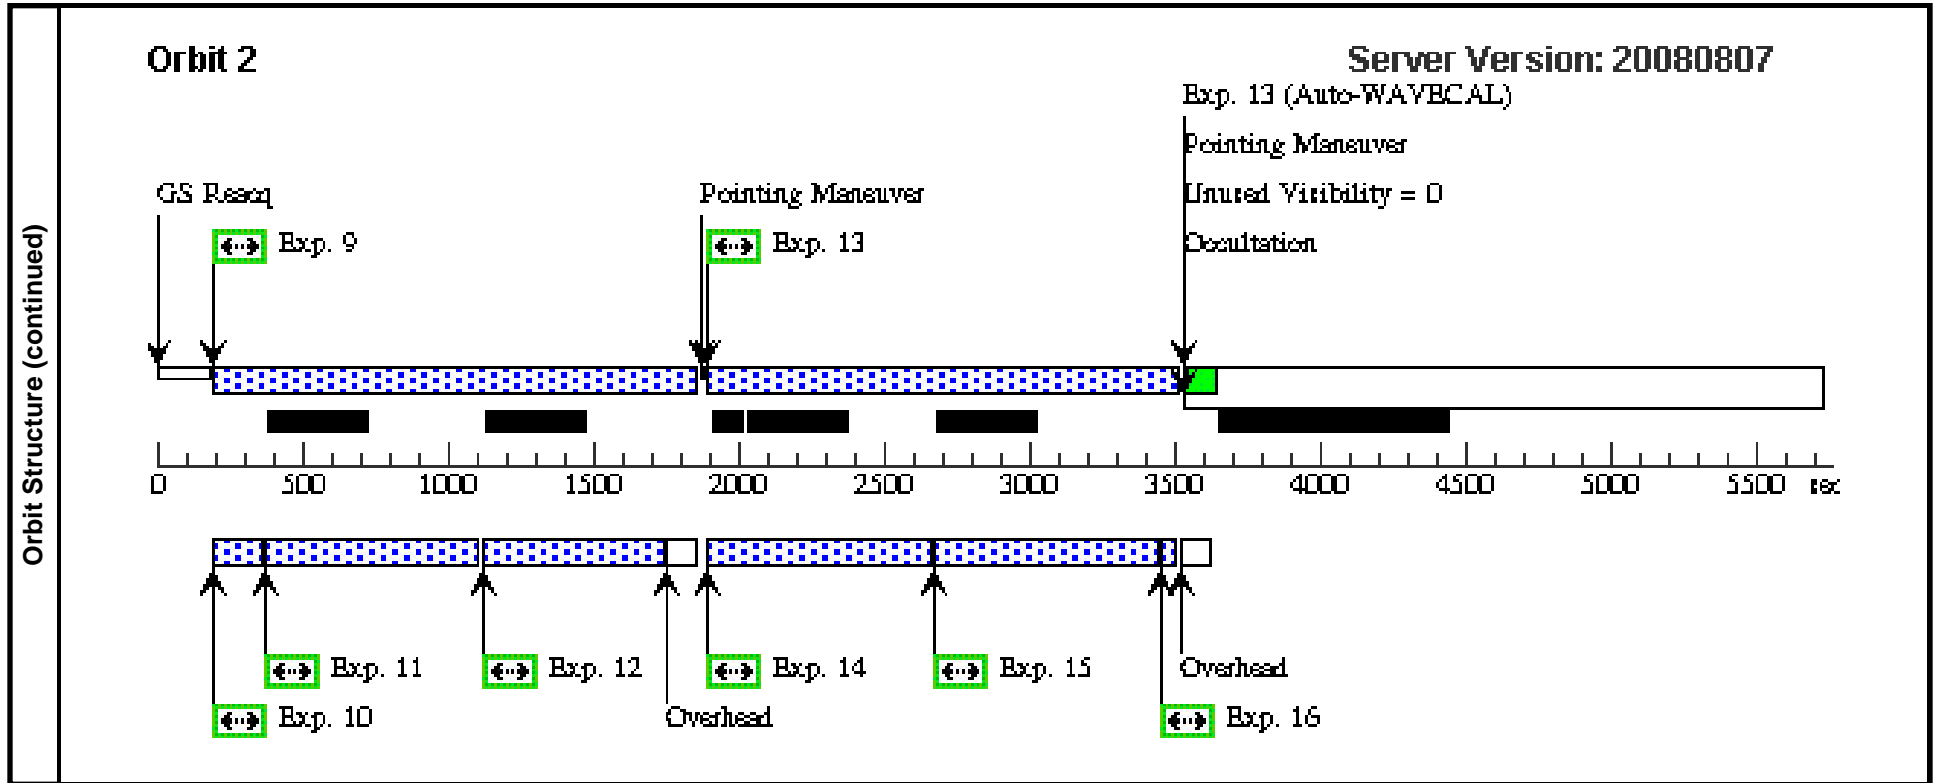 Orbit Structure (continued)
Orbit 2
Server Version: 20080807
Exp. 13 (Auto-WAVECAL)
Pointing Maneuver
GS Reacq
Pointing Maneuver
Unused Visibility = 0
Exp. 9
Exp. 13
Occultation
0 500 1000 1500 2000 2500 3000 3500 4000 4500 5000 5500 sec
Exp. 11
Exp. 12
Exp. 14
Exp. 15
Overhead
Exp. 10
Overhead
Exp. 16